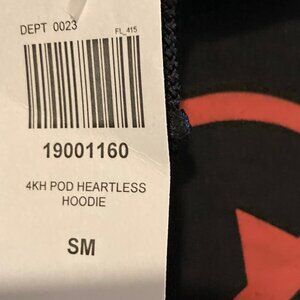 DEPT 0023
FL_415
19001160
4KH POD HEARTLESS
HOODIE
SM